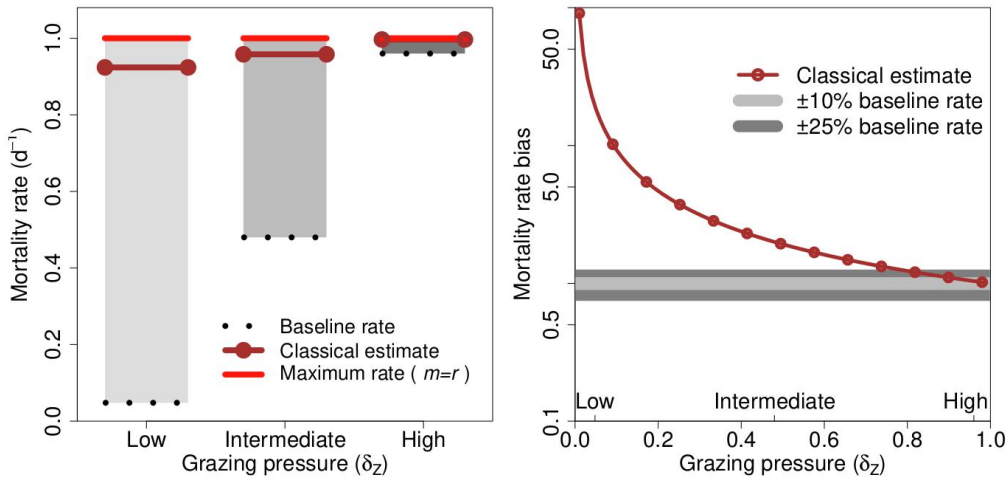 1.0
0.8
0.6
0.4
0.2
0.0
Mortality rate (d⁻¹)
Baseline rate
Classical estimate
Maximum rate ( m=r )
Low
Intermediate
High
Grazing pressure (δZ)
50.0
5.0
0.5
0.1
Mortality rate bias
Classical estimate
±10% baseline rate
±25% baseline rate
Low
Intermediate
High
0.0
0.2
0.4
0.6
0.8
1.0
Grazing pressure (δZ)